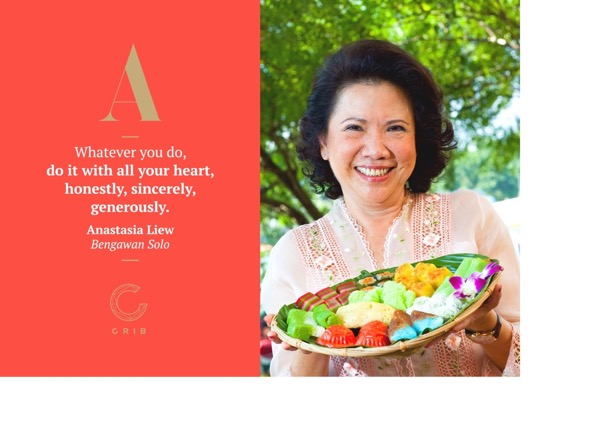 A
Whatever you do,
do it with all your heart,
honestly, sincerely,
generously.
Anastasia Liew
Bengawan Solo
CRIB